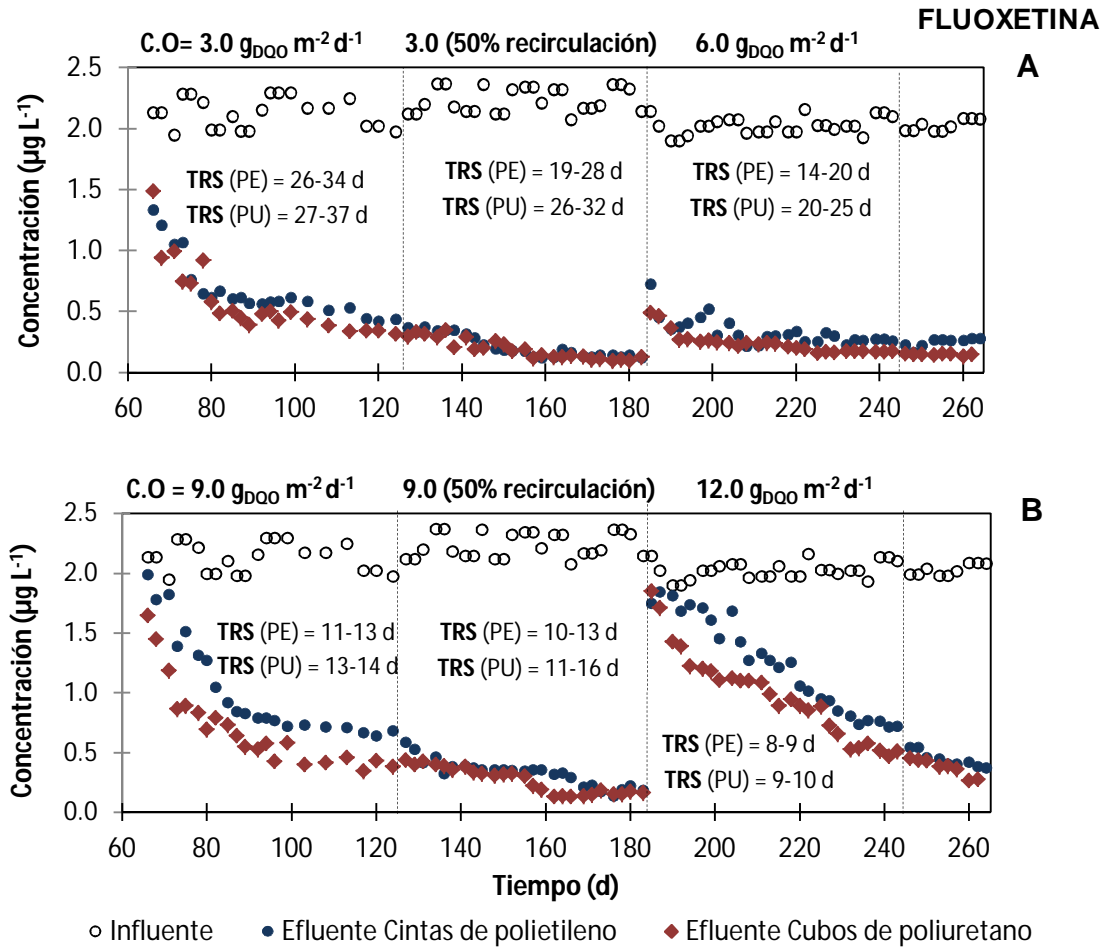 FLUOXETINA
C.O= 3.0 gDQO m-2 d-1 3.0 (50% recirculación) 6.0 gDQO m-2 d-1
A
Concentración (µg L-1)
2.5
2.0
1.5
1.0
0.5
0.0
TRS (PE) = 26-34 d
TRS (PU) = 27-37 d
TRS (PE) = 19-28 d
TRS (PU) = 26-32 d
TRS (PE) = 14-20 d
TRS (PU) = 20-25 d
60 80 100 120 140 160 180 200 220 240 260
C.O = 9.0 gDQO m-2 d-1 9.0 (50% recirculación) 12.0 gDQO m-2 d-1
B
Concentración (µg L-1)
2.5
2.0
1.5
1.0
0.5
0.0
TRS (PE) = 11-13 d
TRS (PU) = 13-14 d
TRS (PE) = 10-13 d
TRS (PU) = 11-16 d
TRS (PE) = 8-9 d
TRS (PU) = 9-10 d
60 80 100 120 140 160 180 200 220 240 260
Tiempo (d)
Influente Efluente Cintas de polietileno Efluente Cubos de poliuretano